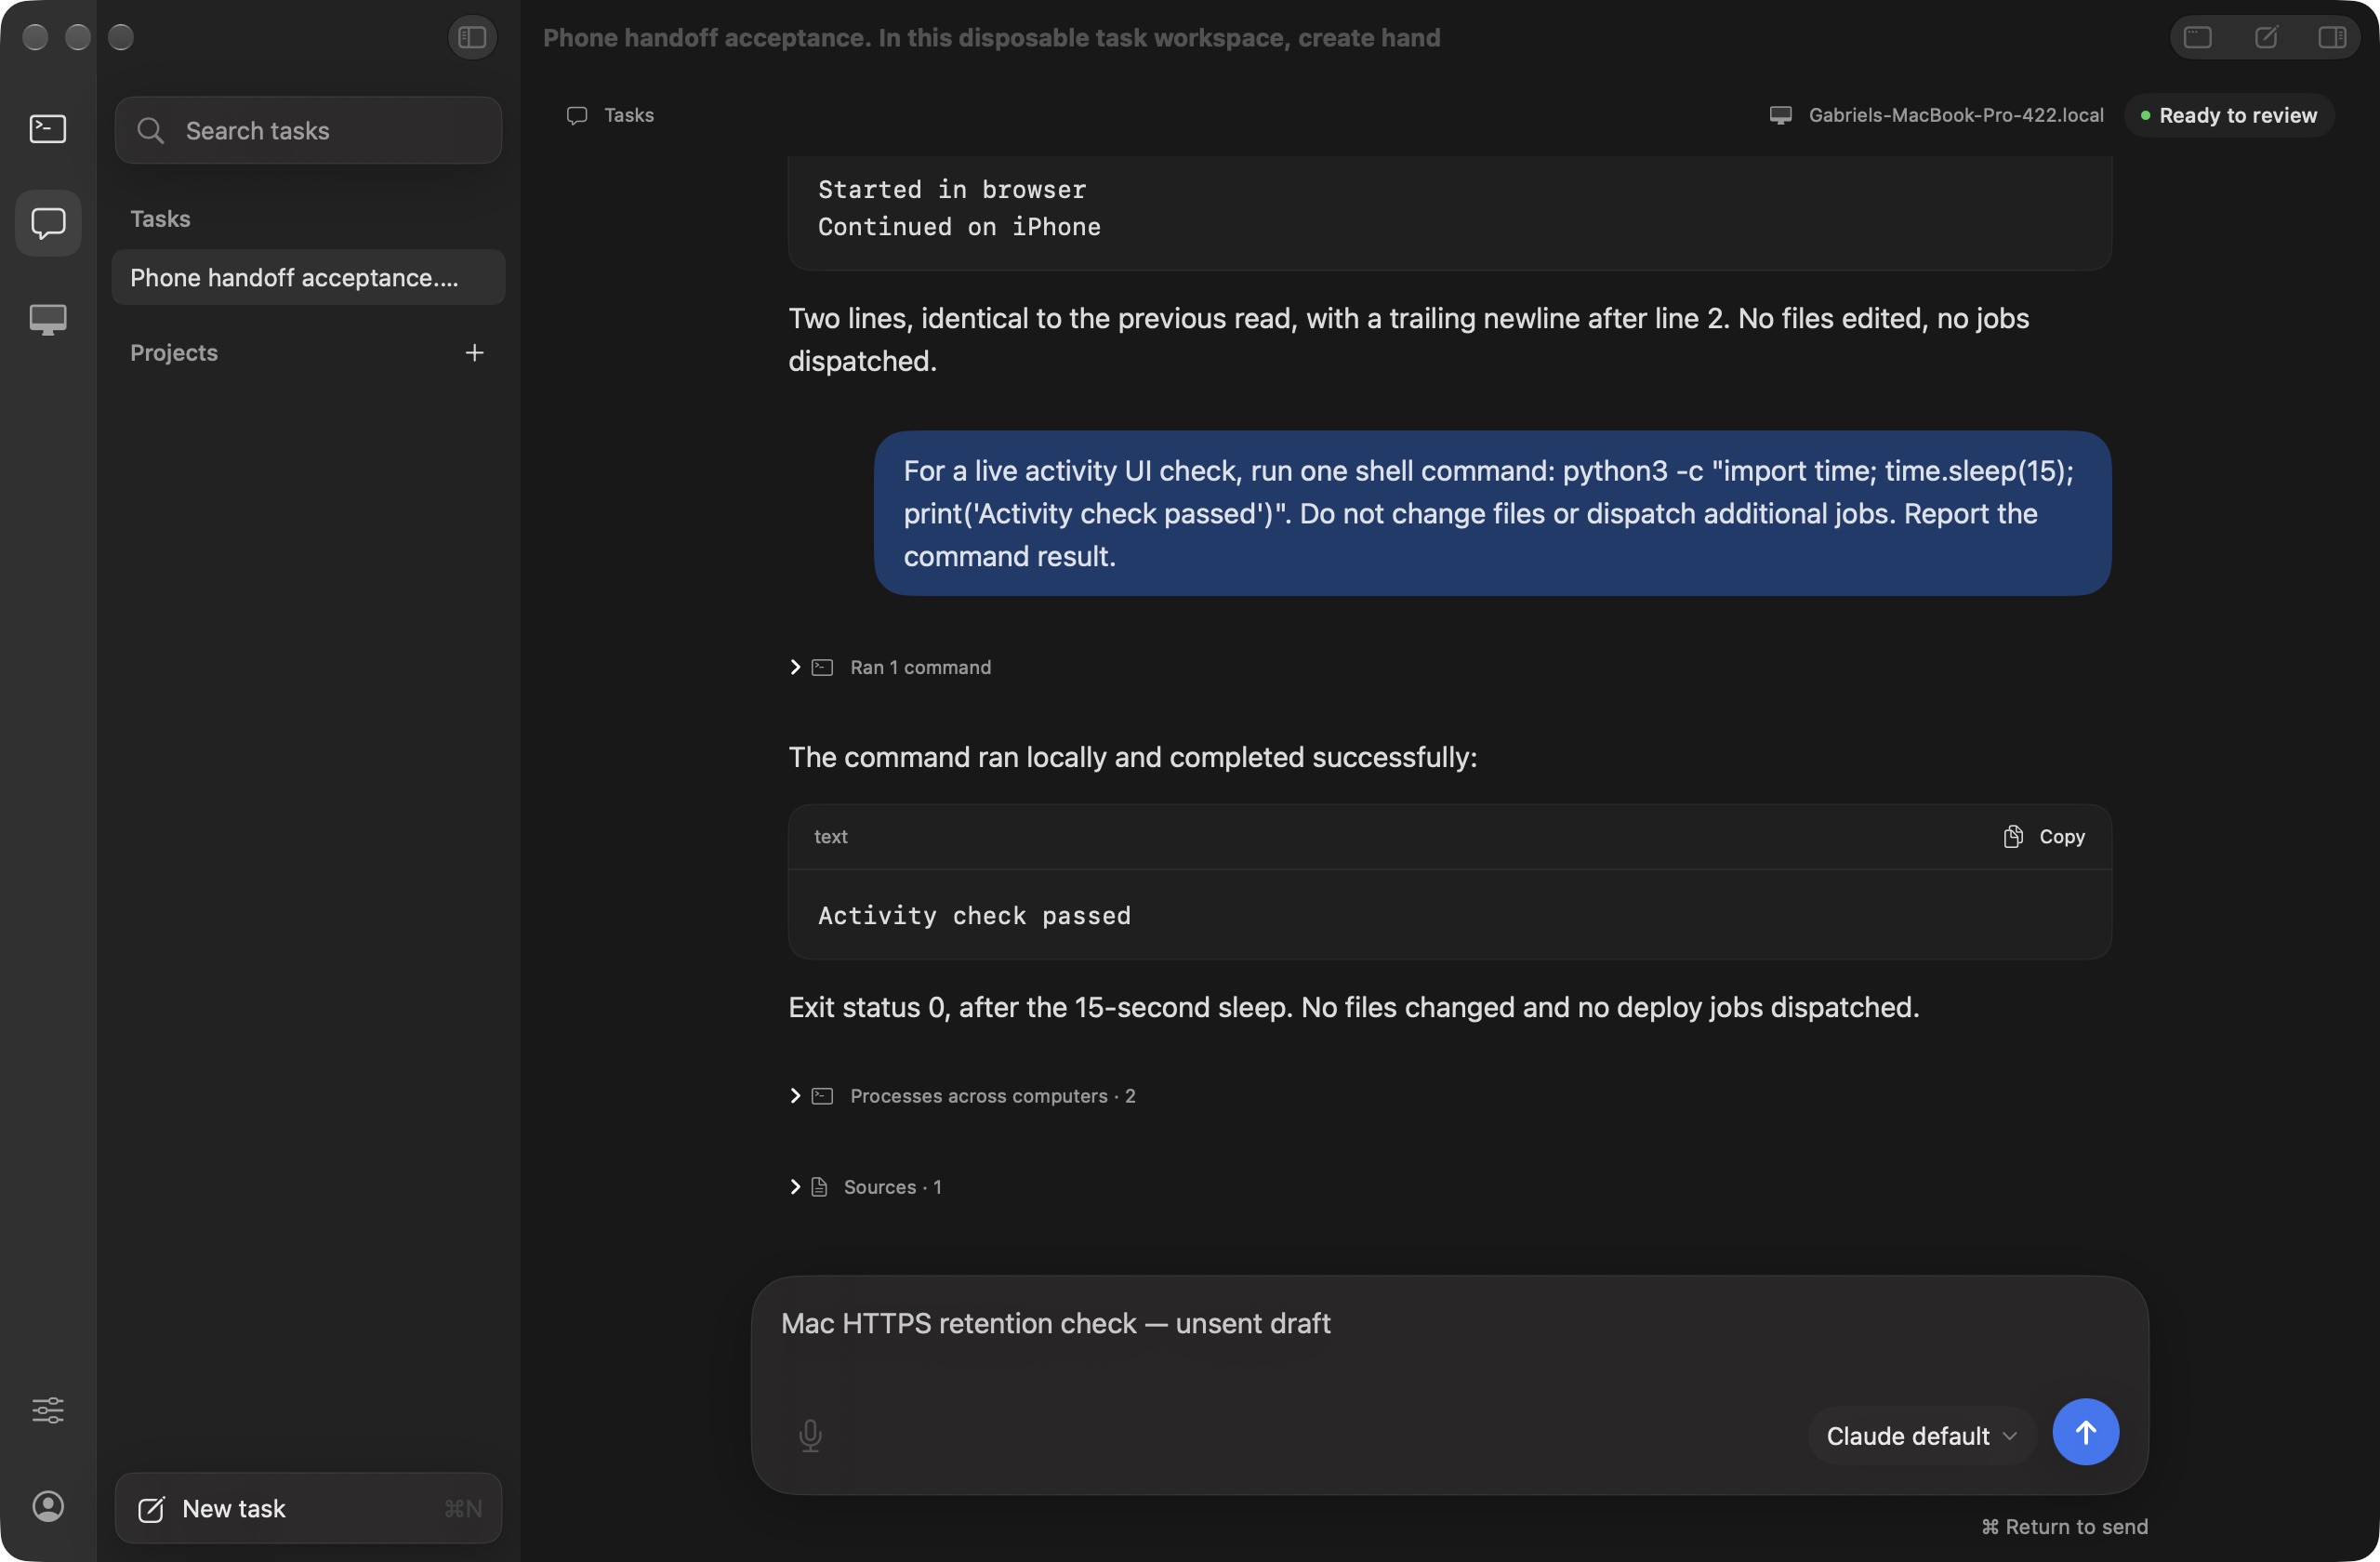 Phone handoff acceptance. In this disposable task workspace, create hand
Search tasks
Tasks
Phone handoff acceptance....
Projects
New task
⌘N
Tasks
Gabriels-MacBook-Pro-422.local
Ready to review
Started in browser
Continued on iPhone
Two lines, identical to the previous read, with a trailing newline after line 2. No files edited, no jobs
dispatched.
For a live activity UI check, run one shell command: python3 -c "import time; time.sleep(15);
print('Activity check passed')". Do not change files or dispatch additional jobs. Report the
command result.
Ran 1 command
The command ran locally and completed successfully:
text
Copy
Activity check passed
Exit status 0, after the 15-second sleep. No files changed and no deploy jobs dispatched.
Processes across computers · 2
Sources · 1
Mac HTTPS retention check — unsent draft
Claude default
⌘ Return to send